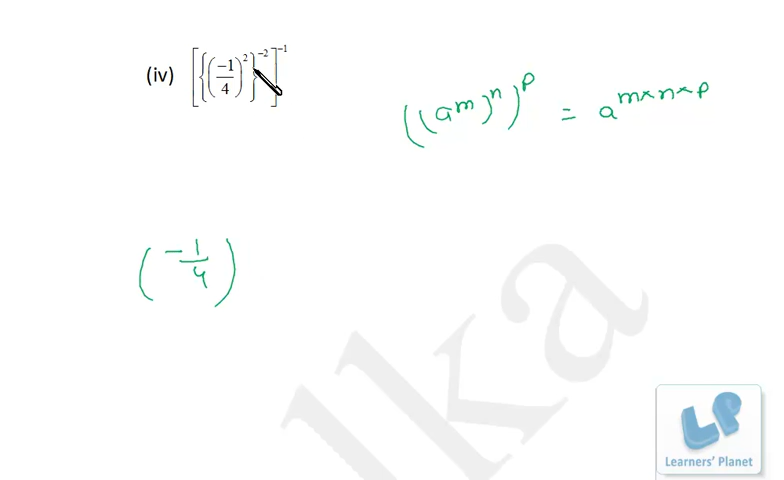 (iv) [{(-1/4)^2}^-2]^-1
((a^m)^n)^p = a^m×n×p
(-1/4)
lka
LP
Learners' Planet